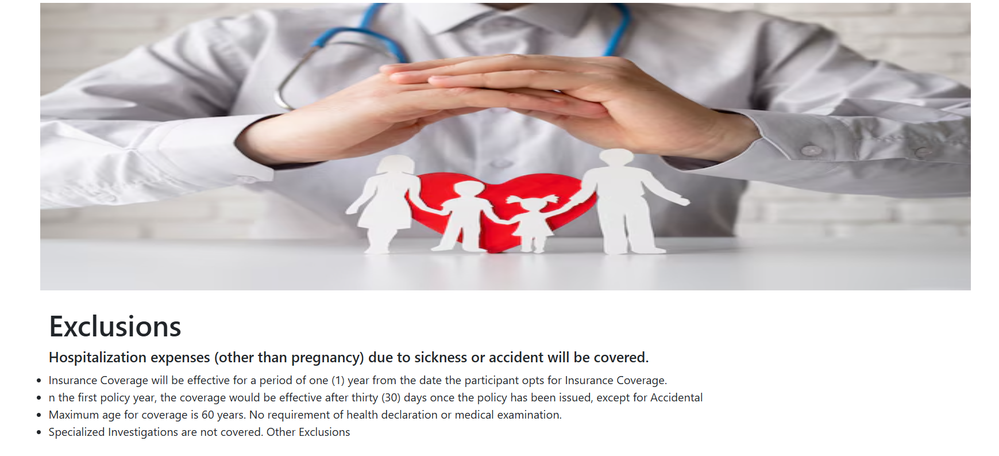 Exclusions
Hospitalization expenses (other than pregnancy) due to sickness or accident will be covered.
Insurance Coverage will be effective for a period of one (1) year from the date the participant opts for Insurance Coverage.
n the first policy year, the coverage would be effective after thirty (30) days once the policy has been issued, except for Accidental
Maximum age for coverage is 60 years. No requirement of health declaration or medical examination.
Specialized Investigations are not covered. Other Exclusions